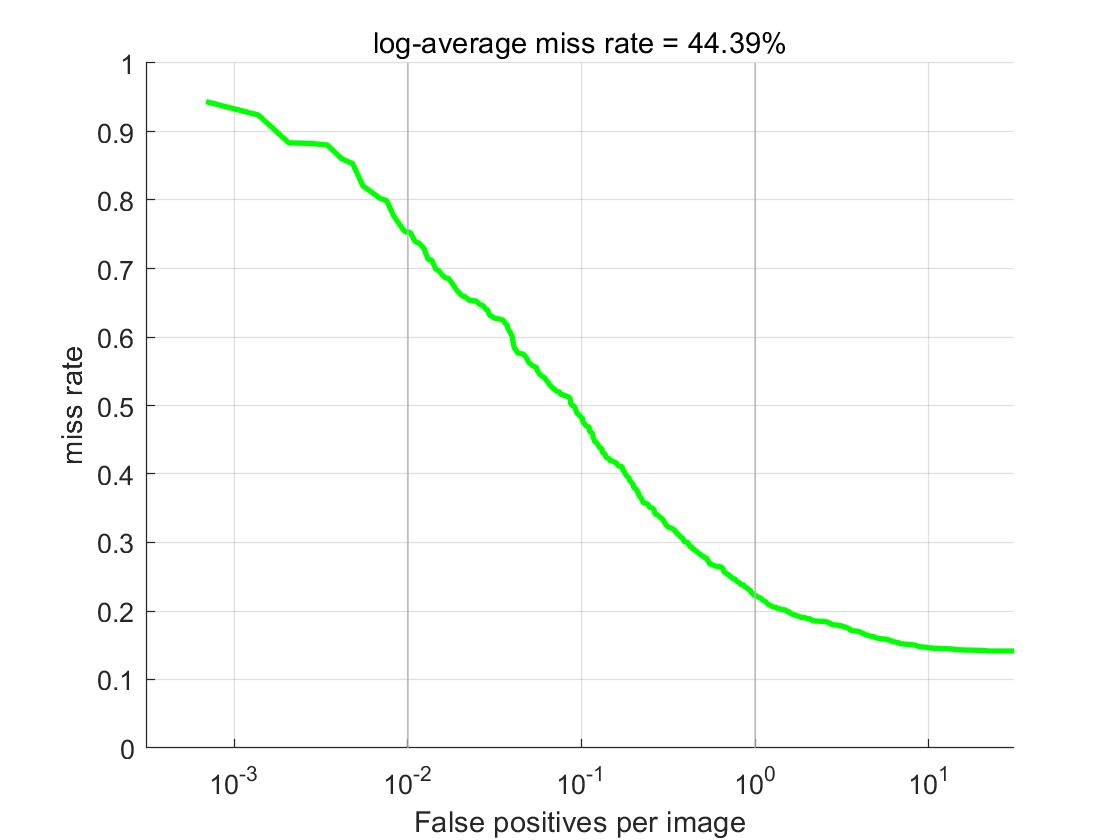 log-average miss rate = 44.39%
1
0.9
0.8
0.7
0.6
0.5
0.4
0.3
0.2
0.1
0
miss rate
10^-3 10^-2 10^-1 10^0 10^1
False positives per image